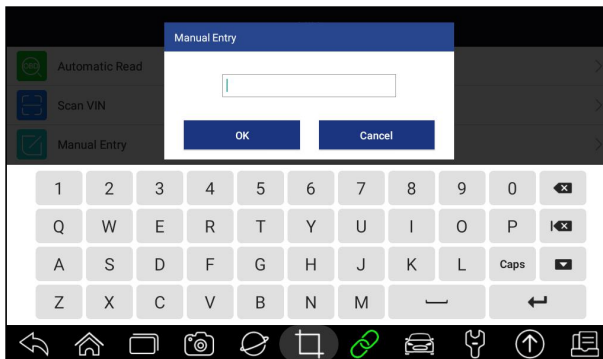 Manual Entry
OBD
Automatic Read
Scan VIN
Manual Entry
OK
Cancel
1 2 3 4 5 6 7 8 9 0
Q W E R T Y U I O P
A S D F G H J K L Caps
Z X C V B N M